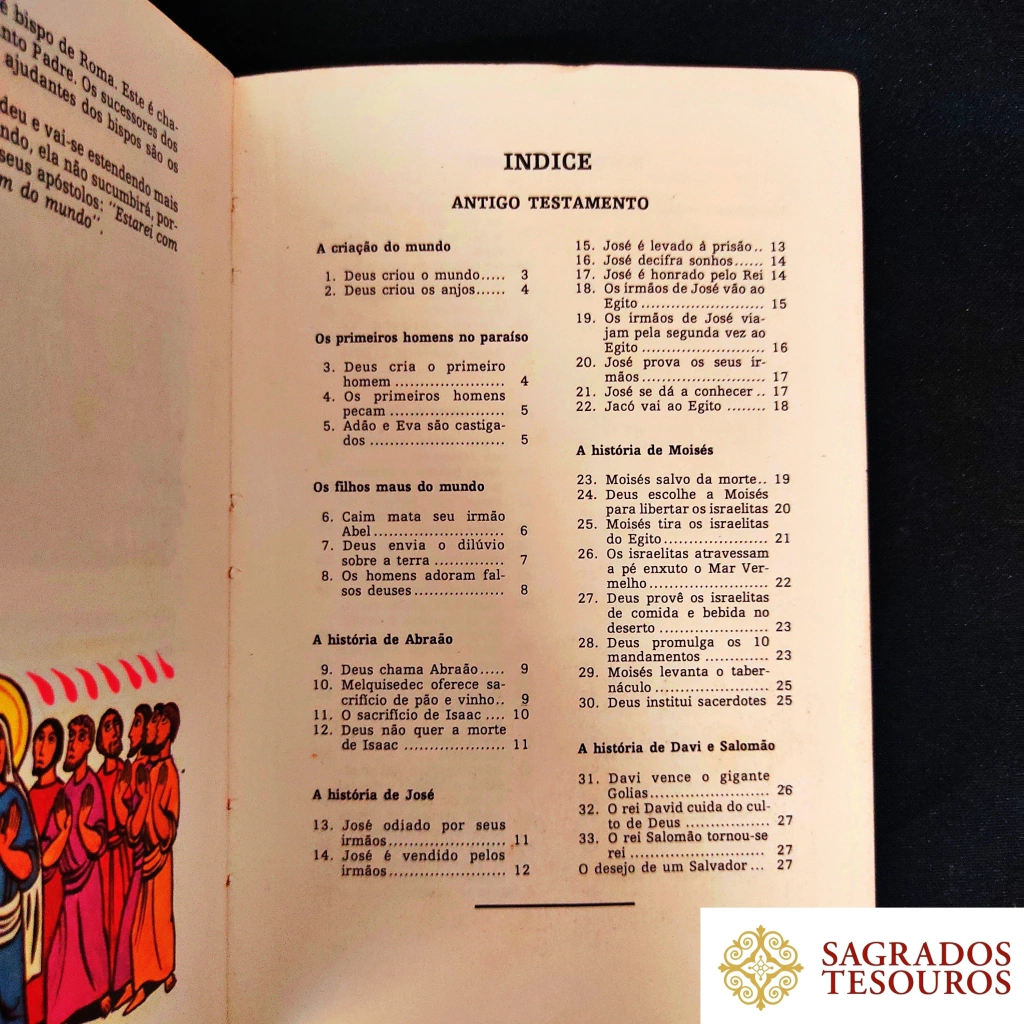 é bispo de Roma. Este é cha-
nto Padre. Os sucessores dos
ajudantes dos bispos são os
deu e vai-se estendendo mais
ndo, ela não sucumbirá, por-
seus apóstolos: "Estarei com
m do mundo".
INDICE
ANTIGO TESTAMENTO
A criação do mundo
1. Deus criou o mundo..... 3
2. Deus criou os anjos...... 4
Os primeiros homens no paraíso
3. Deus cria o primeiro
homem ...................... 4
4. Os primeiros homens
pecam ....................... 5
5. Adão e Eva são castiga-
dos ........................... 5
Os filhos maus do mundo
6. Caim mata seu irmão
Abel.......................... 6
7. Deus envia o dilúvio
sobre a terra .............. 7
8. Os homens adoram fal-
sos deuses.................. 8
A história de Abraão
9. Deus chama Abraão..... 9
10. Melquisedec oferece sa-
crifício de pão e vinho.. 9
11. O sacrifício de Isaac .... 10
12. Deus não quer a morte
de Isaac .................... 11
A história de José
13. José odiado por seus
irmãos....................... 11
14. José é vendido pelos
irmãos....................... 12
15. José é levado á prisão.. 13
16. José decifra sonhos...... 14
17. José é honrado pelo Rei 14
18. Os irmãos de José vão ao
Egito ........................ 15
19. Os irmãos de José via-
jam pela segunda vez ao
Egito ........................ 16
20. José prova os seus ir-
mãos ........................ 17
21. José se dá a conhecer .. 17
22. Jacó vai ao Egito ........ 18
A história de Moisés
23. Moisés salvo da morte.. 19
24. Deus escolhe a Moisés
para libertar os israelitas 20
25. Moisés tira os israelitas
do Egito..................... 21
26. Os israelitas atravessam
a pé enxuto o Mar Ver-
melho ....................... 22
27. Deus provê os israelitas
de comida e bebida no
deserto ...................... 23
28. Deus promulga os 10
mandamentos ............ 23
29. Moisés levanta o taber-
náculo ...................... 25
30. Deus institui sacerdotes 25
A história de Davi e Salomão
31. Davi vence o gigante
Golias....................... 26
32. O rei David cuida do cul-
to de Deus ................ 27
33. O rei Salomão tornou-se
rei .......................... 27
O desejo de um Salvador ... 27
SAGRADOS
TESOUROS